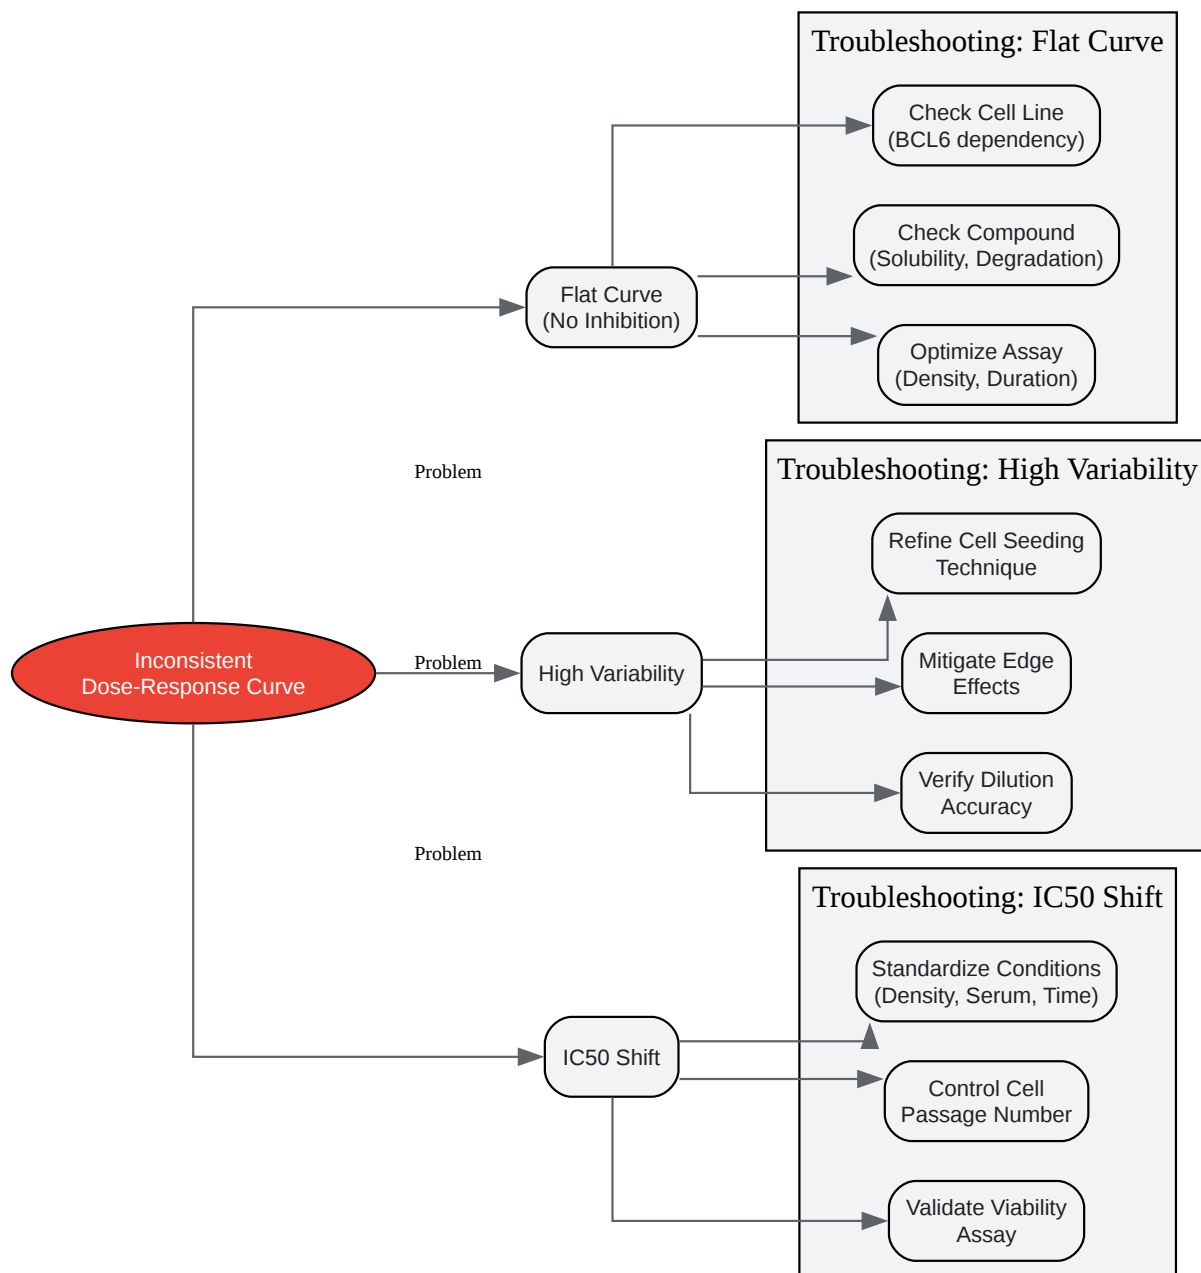 Troubleshooting: Flat Curve
Check Cell Line
(BCL6 dependency)
Check Compound
(Solubility, Degradation)
Flat Curve
(No Inhibition)
Optimize Assay
(Density, Duration)
Problem
Troubleshooting: High Variability
Refine Cell Seeding
Technique
Inconsistent
Dose-Response Curve
Problem
High Variability
Mitigate Edge
Effects
Verify Dilution
Accuracy
Problem
Troubleshooting: IC50 Shift
Standardize Conditions
(Density, Serum, Time)
IC50 Shift
Control Cell
Passage Number
Validate Viability
Assay